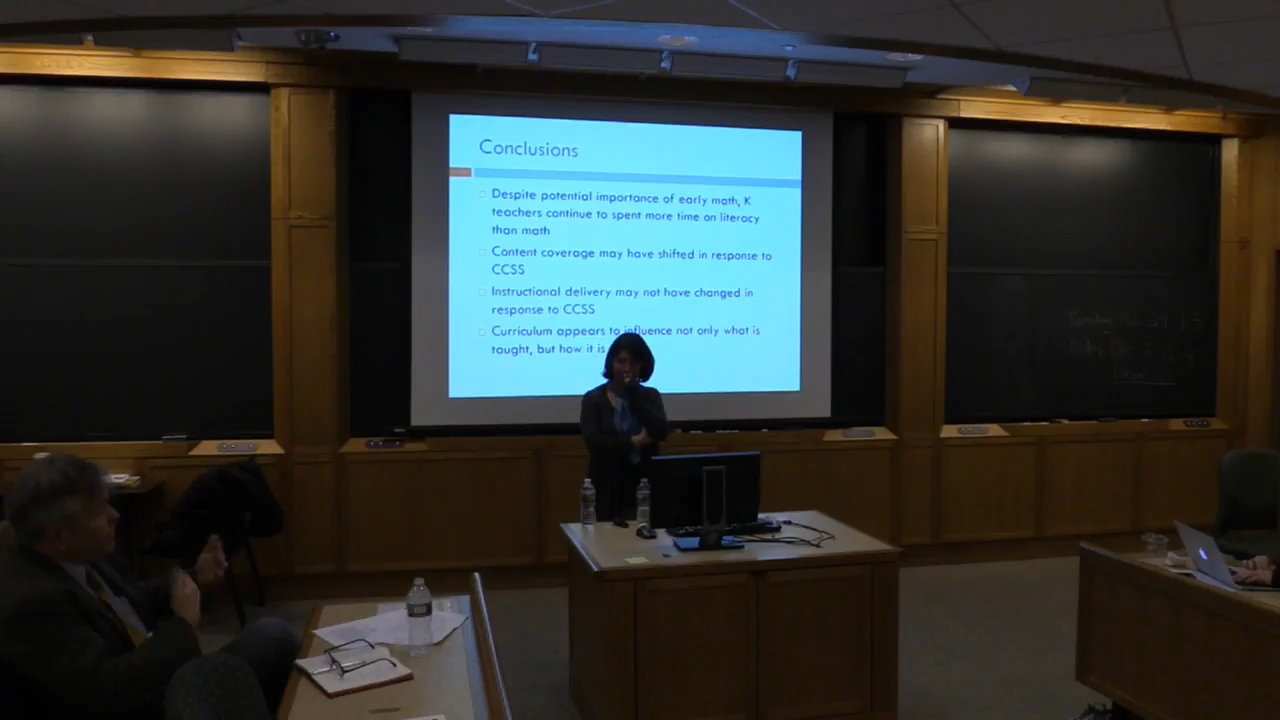 Conclusions
Despite potential importance of early math, K
teachers continue to spent more time on literacy
than math
Content coverage may have shifted in response to
CCSS
Instructional delivery may not have changed in
response to CCSS
Curriculum appears to influence not only what is
taught, but how it is